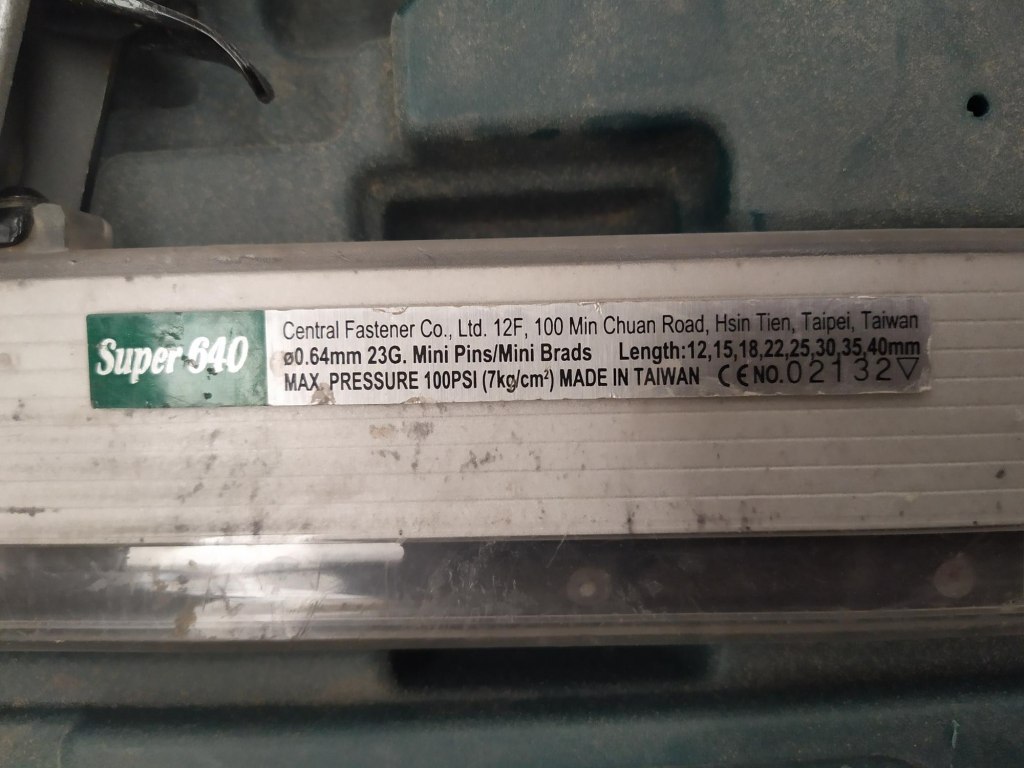 Super 640
Central Fastener Co., Ltd. 12F, 100 Min Chuan Road, Hsin Tien, Taipei, Taiwan
ø0.64mm 23G. Mini Pins/Mini Brads Length:12,15,18,22,25,30,35,40mm
MAX. PRESSURE 100PSI (7kg/cm²) MADE IN TAIWAN CE NO.02132▽